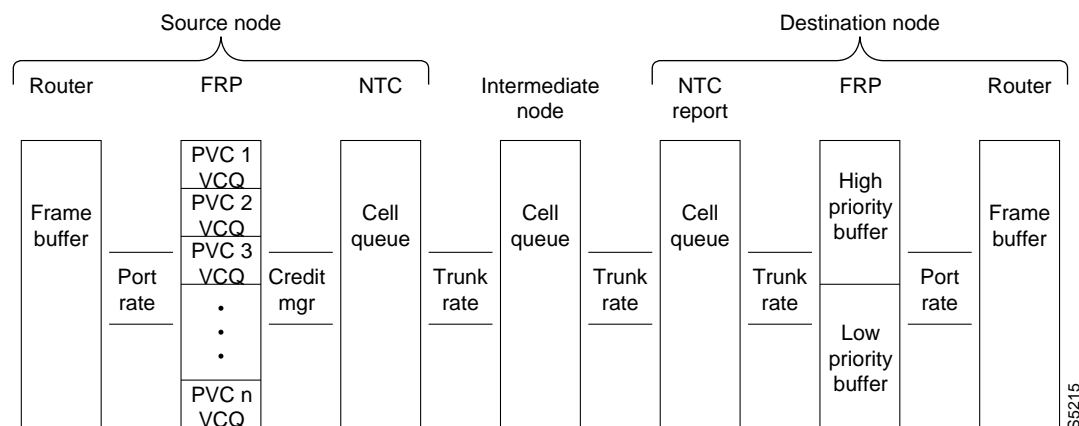 Source node
Destination node
Router
FRP
NTC
Intermediate
node
NTC
report
FRP
Router
Frame
buffer
Port
rate
PVC 1
VCQ
PVC 2
VCQ
PVC 3
VCQ
PVC n
VCQ
Credit
mgr
Cell
queue
Trunk
rate
Cell
queue
Trunk
rate
Cell
queue
Trunk
rate
High
priority
buffer
Low
priority
buffer
Port
rate
Frame
buffer
S5215